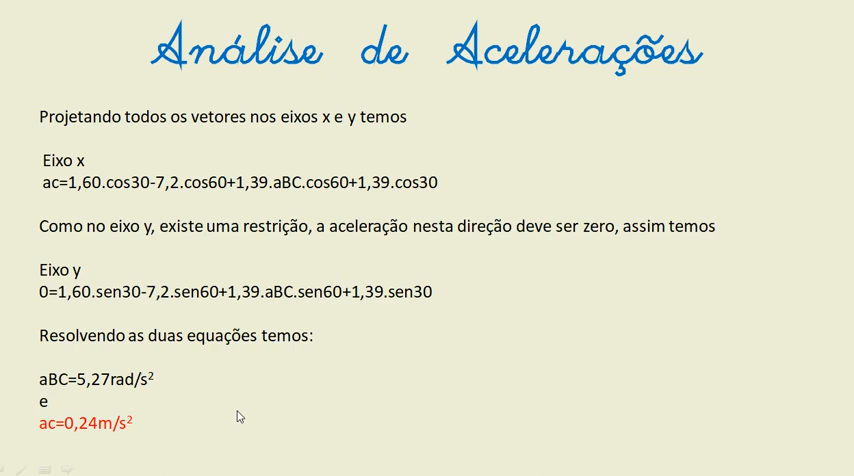 Análise de Acelerações
Projetando todos os vetores nos eixos x e y temos
Eixo x
ac=1,60.cos30-7,2.cos60+1,39.aBC.cos60+1,39.cos30
Como no eixo y, existe uma restrição, a aceleração nesta direção deve ser zero, assim temos
Eixo y
0=1,60.sen30-7,2.sen60+1,39.aBC.sen60+1,39.sen30
Resolvendo as duas equações temos:
aBC=5,27rad/s²
e
ac=0,24m/s²